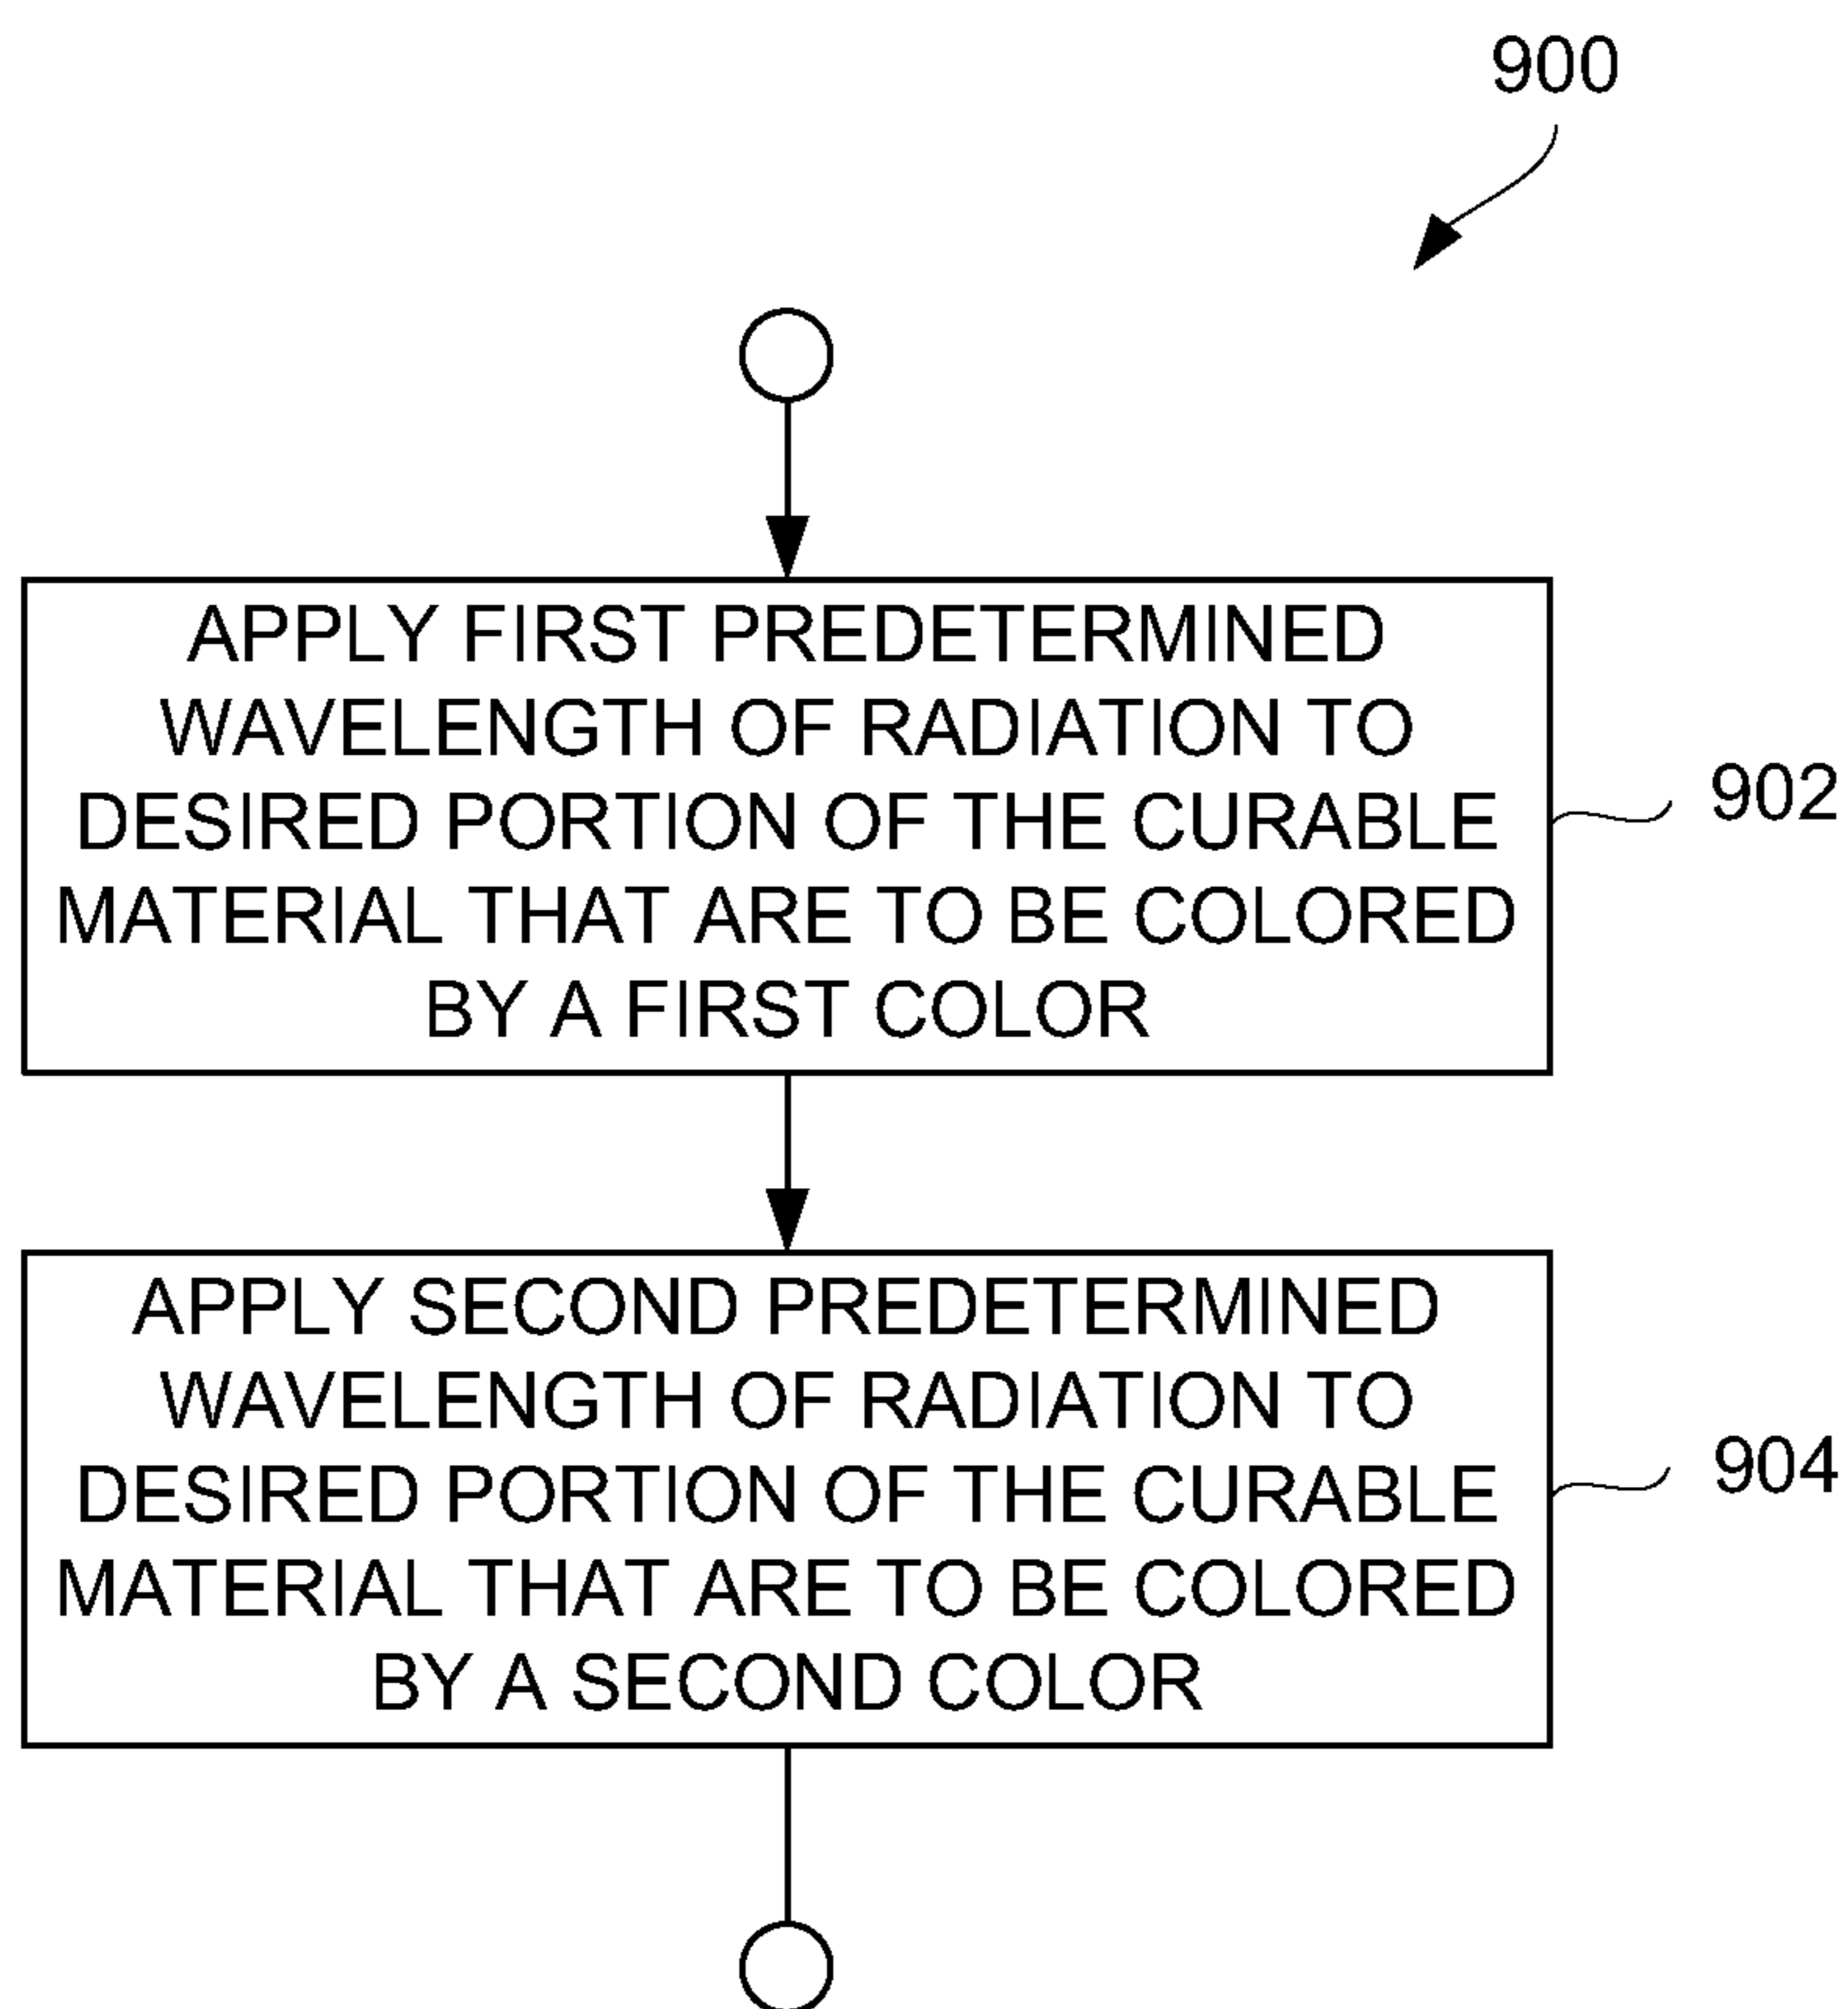 900
APPLY FIRST PREDETERMINED
WAVELENGTH OF RADIATION TO
DESIRED PORTION OF THE CURABLE
MATERIAL THAT ARE TO BE COLORED
BY A FIRST COLOR
902
APPLY SECOND PREDETERMINED
WAVELENGTH OF RADIATION TO
DESIRED PORTION OF THE CURABLE
MATERIAL THAT ARE TO BE COLORED
BY A SECOND COLOR
904